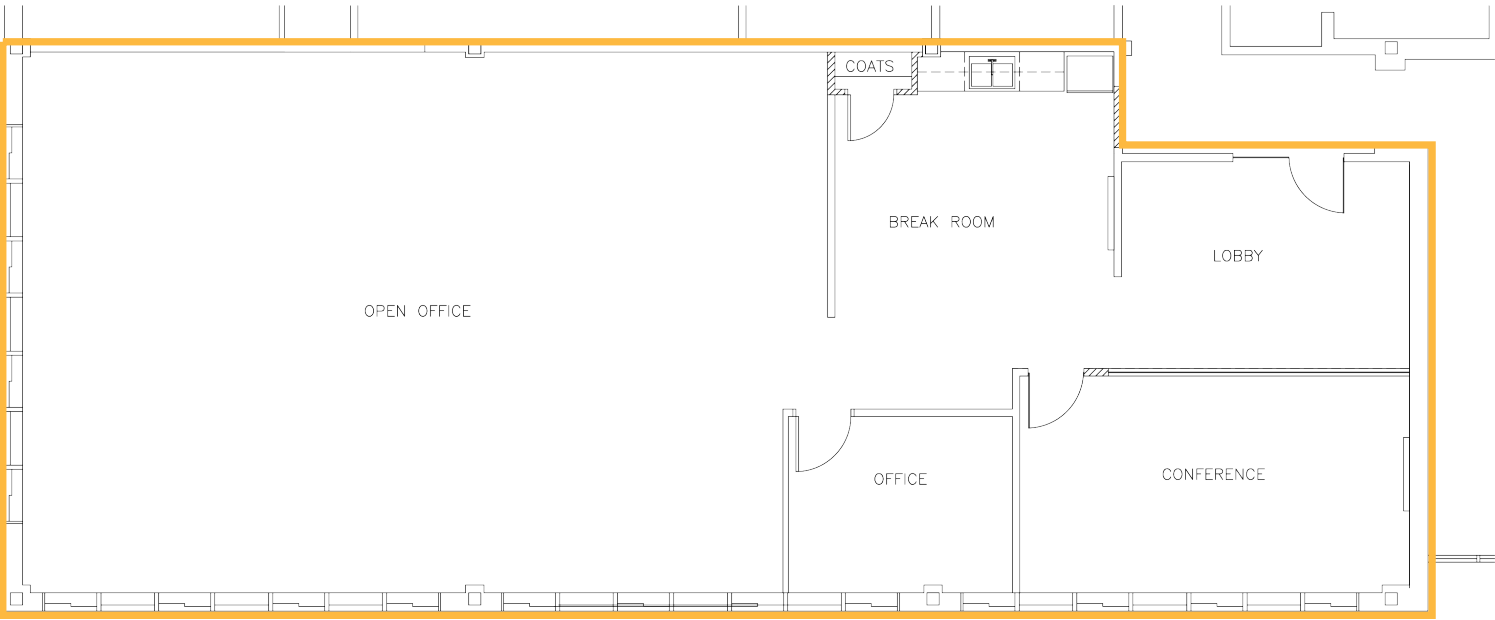 COATS
BREAK ROOM
LOBBY
OPEN OFFICE
OFFICE
CONFERENCE